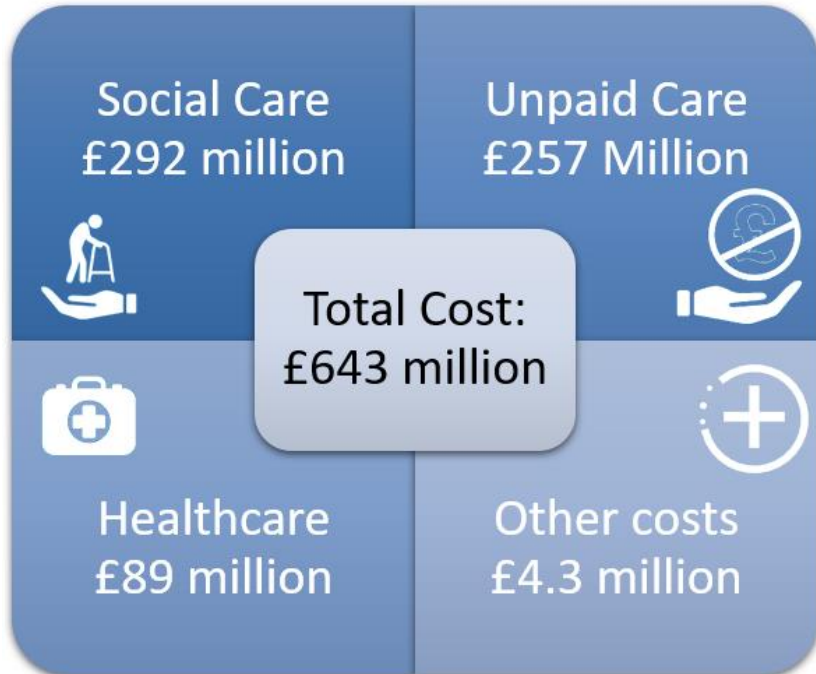 Social Care
£292 million
Unpaid Care
£257 Million
Total Cost:
£643 million
Healthcare
£89 million
Other costs
£4.3 million
£